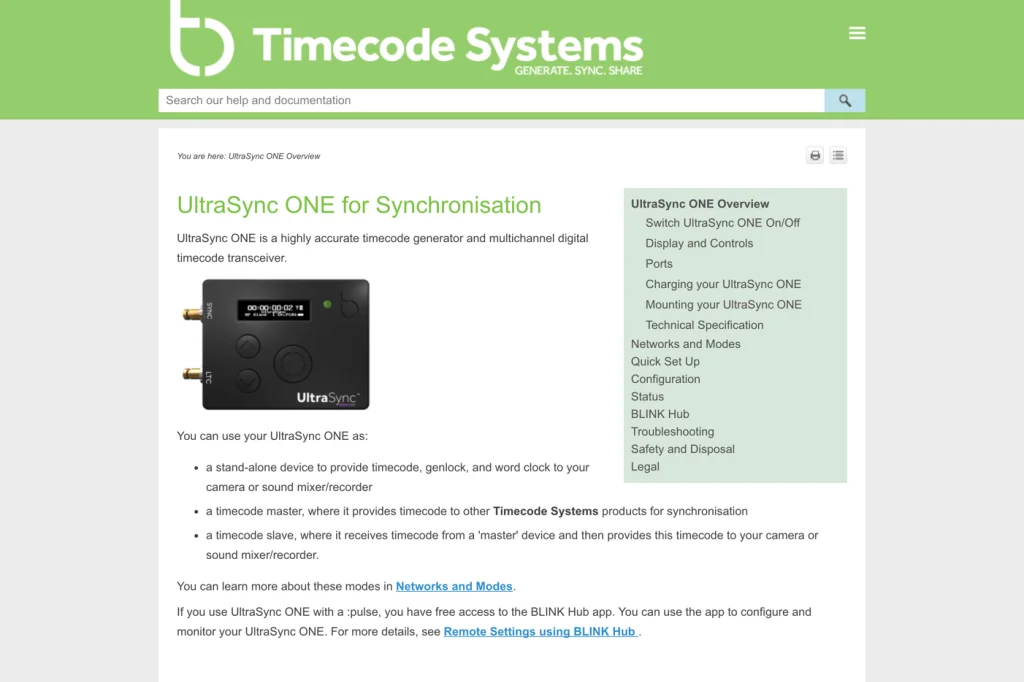 Timecode Systems
GENERATE. SYNC. SHARE
Search our help and documentation
You are here: UltraSync ONE Overview
UltraSync ONE for Synchronisation
UltraSync ONE is a highly accurate timecode generator and multichannel digital
timecode transceiver.
SYNC
00:00:00:02
LTC
UltraSync
You can use your UltraSync ONE as:
a stand-alone device to provide timecode, genlock, and word clock to your
camera or sound mixer/recorder
a timecode master, where it provides timecode to other Timecode Systems products for synchronisation
a timecode slave, where it receives timecode from a 'master' device and then provides this timecode to your camera or
sound mixer/recorder.
You can learn more about these modes in Networks and Modes.
If you use UltraSync ONE with a :pulse, you have free access to the BLINK Hub app. You can use the app to configure and
monitor your UltraSync ONE. For more details, see Remote Settings using BLINK Hub .
UltraSync ONE Overview
Switch UltraSync ONE On/Off
Display and Controls
Ports
Charging your UltraSync ONE
Mounting your UltraSync ONE
Technical Specification
Networks and Modes
Quick Set Up
Configuration
Status
BLINK Hub
Troubleshooting
Safety and Disposal
Legal